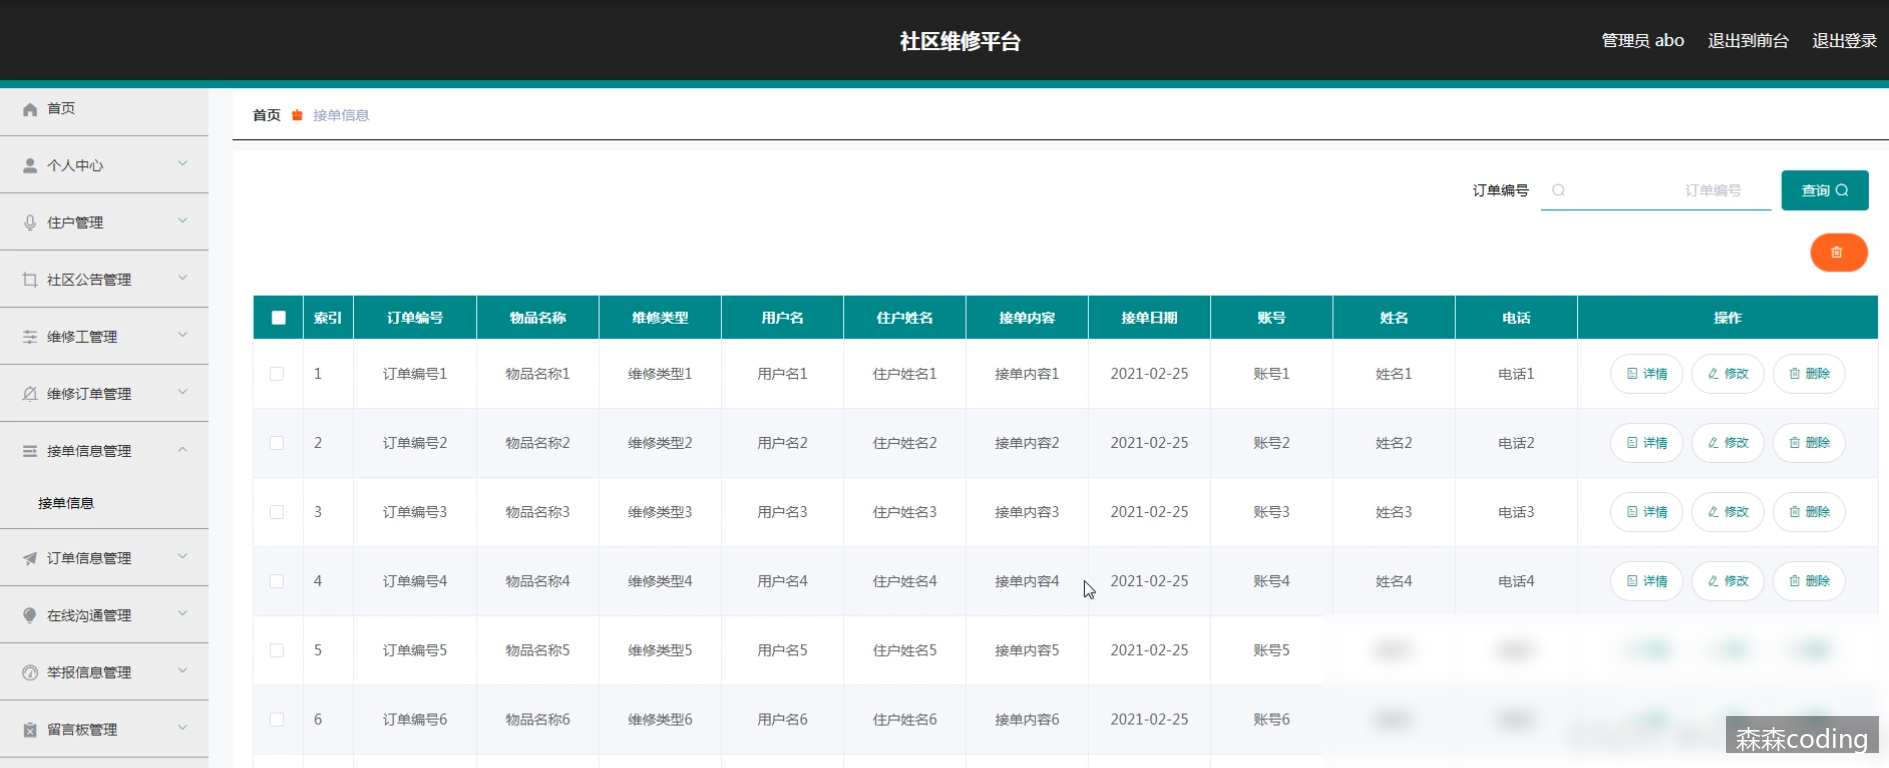 社区维修平台
管理员 abo 退出到前台 退出登录
首页
个人中心
住户管理
社区公告管理
维修工管理
维修订单管理
接单信息管理
接单信息
订单信息管理
在线沟通管理
举报信息管理
留言板管理
首页 接单信息
订单编号 订单编号 查询
索引 订单编号 物品名称 维修类型 用户名 住户姓名 接单内容 接单日期 账号 姓名 电话 操作
1 订单编号1 物品名称1 维修类型1 用户名1 住户姓名1 接单内容1 2021-02-25 账号1 姓名1 电话1 详情 修改 删除
2 订单编号2 物品名称2 维修类型2 用户名2 住户姓名2 接单内容2 2021-02-25 账号2 姓名2 电话2 详情 修改 删除
3 订单编号3 物品名称3 维修类型3 用户名3 住户姓名3 接单内容3 2021-02-25 账号3 姓名3 电话3 详情 修改 删除
4 订单编号4 物品名称4 维修类型4 用户名4 住户姓名4 接单内容4 2021-02-25 账号4 姓名4 电话4 详情 修改 删除
5 订单编号5 物品名称5 维修类型5 用户名5 住户姓名5 接单内容5 2021-02-25 账号5
6 订单编号6 物品名称6 维修类型6 用户名6 住户姓名6 接单内容6 2021-02-25 账号6
森森coding